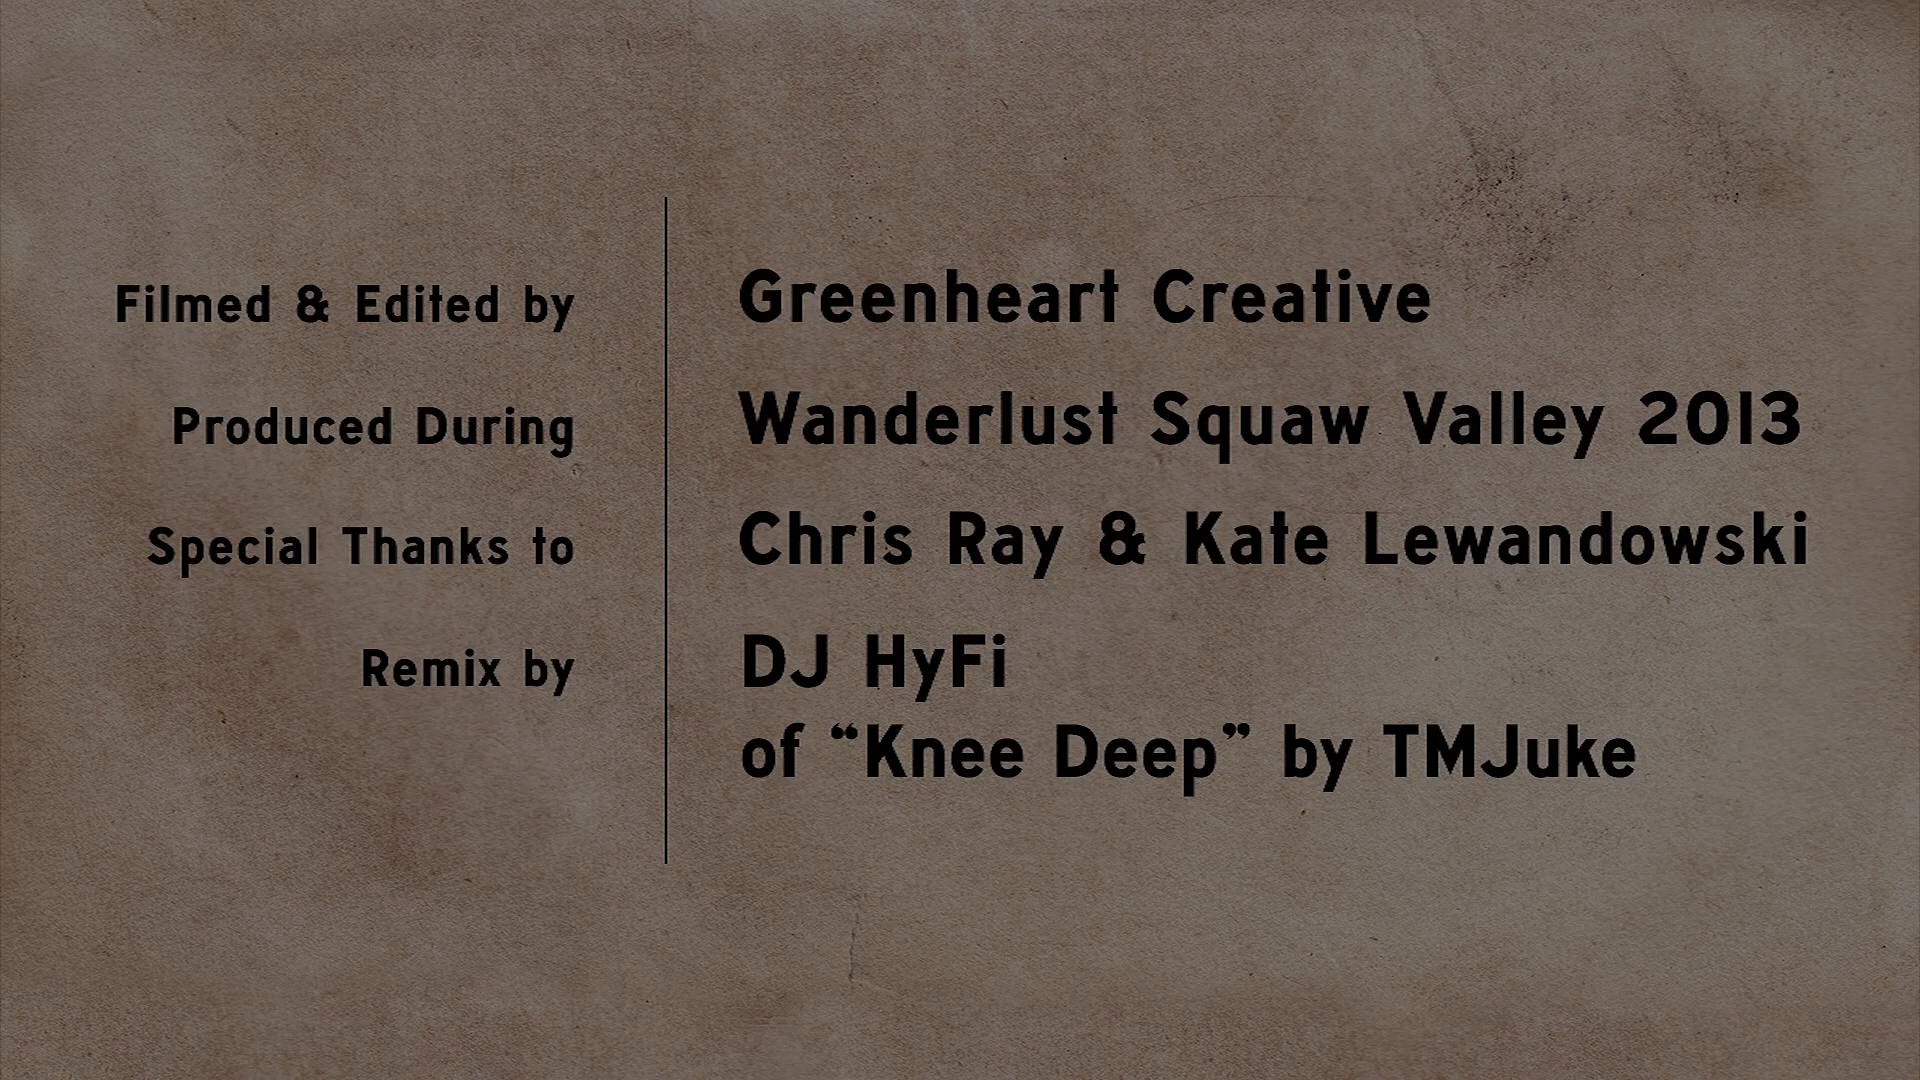 Filmed & Edited by Greenheart Creative
Produced During Wanderlust Squaw Valley 2013
Special Thanks to Chris Ray & Kate Lewandowski
Remix by DJ HyFi
of “Knee Deep” by TMJuke